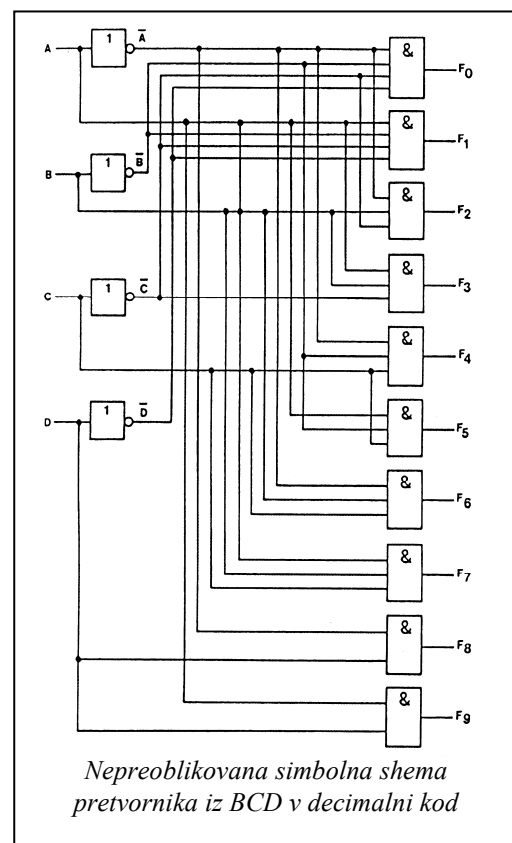 A 1 A̅ & F0
& F1
B 1 B̅
& F2
& F3
C 1 C̅
& F4
& F5
D 1 D̅
& F6
& F7
& F8
& F9
Nepreoblikovana simbolna shema
pretvornika iz BCD v decimalni kod